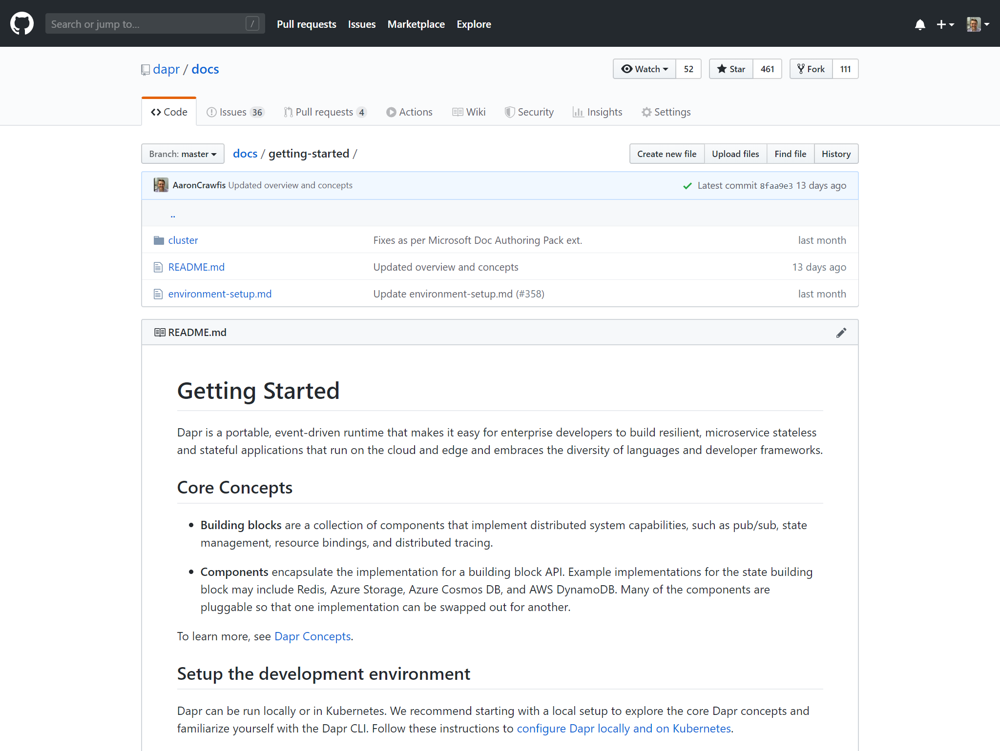 Search or jump to... /
Pull requests Issues Marketplace Explore
dapr / docs
Watch 52 Star 461 Fork 111
Code Issues 36 Pull requests 4 Actions Wiki Security Insights Settings
Branch: master docs / getting-started /
Create new file Upload files Find file History
AaronCrawfis Updated overview and concepts Latest commit 8faa9e3 13 days ago
..
cluster Fixes as per Microsoft Doc Authoring Pack ext. last month
README.md Updated overview and concepts 13 days ago
environment-setup.md Update environment-setup.md (#358) last month
README.md
Getting Started
Dapr is a portable, event-driven runtime that makes it easy for enterprise developers to build resilient, microservice stateless
and stateful applications that run on the cloud and edge and embraces the diversity of languages and developer frameworks.
Core Concepts
• Building blocks are a collection of components that implement distributed system capabilities, such as pub/sub, state
management, resource bindings, and distributed tracing.
• Components encapsulate the implementation for a building block API. Example implementations for the state building
block may include Redis, Azure Storage, Azure Cosmos DB, and AWS DynamoDB. Many of the components are
pluggable so that one implementation can be swapped out for another.
To learn more, see Dapr Concepts.
Setup the development environment
Dapr can be run locally or in Kubernetes. We recommend starting with a local setup to explore the core Dapr concepts and
familiarize yourself with the Dapr CLI. Follow these instructions to configure Dapr locally and on Kubernetes.